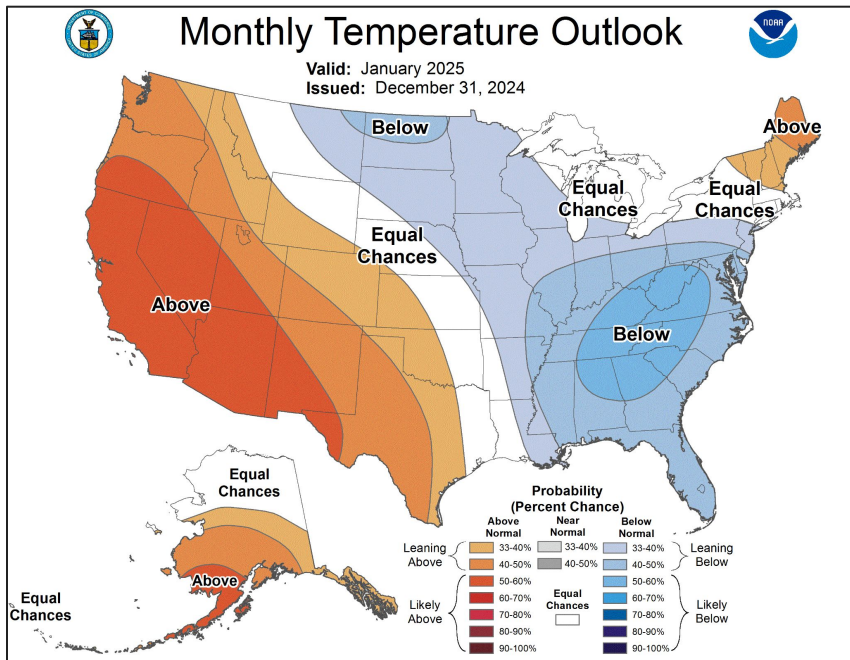 Monthly Temperature Outlook
NOAA
Valid: January 2025
Issued: December 31, 2024
Below
Above
Equal
Chances
Equal
Chances
Equal
Chances
Above
Below
Equal
Chances
Above
Equal
Chances
Probability
(Percent Chance)
Above
Normal
Near
Normal
Below
Normal
Leaning
Above
33-40%
33-40%
33-40%
Leaning
Below
40-50%
40-50%
40-50%
Likely
Above
50-60%
50-60%
Likely
Below
60-70%
60-70%
Equal
Chances
70-80%
70-80%
80-90%
80-90%
90-100%
90-100%